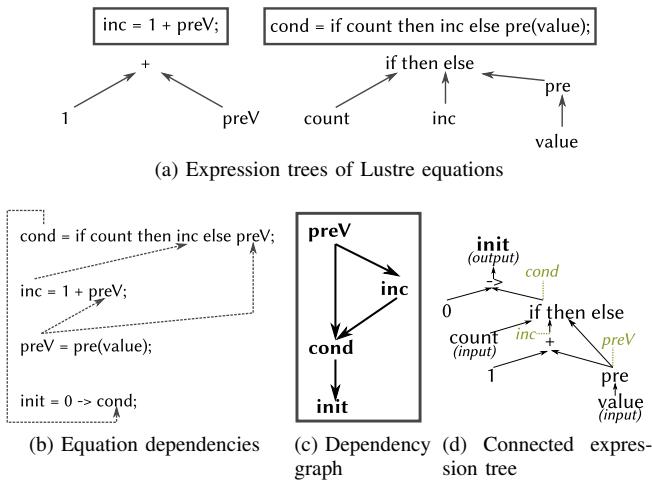 inc = 1 + preV;
cond = if count then inc else pre(value);
+
if then else
pre
1
preV
count
inc
value
(a) Expression trees of Lustre equations
cond = if count then inc else preV;
inc = 1 + preV;
preV = pre(value);
init = 0 -> cond;
(b) Equation dependencies
preV
inc
cond
init
(c) Dependency
graph
init
(output)
cond
->
0
if then else
count
(input)
inc
+
preV
1
pre
value
(input)
(d) Connected expres-
sion tree